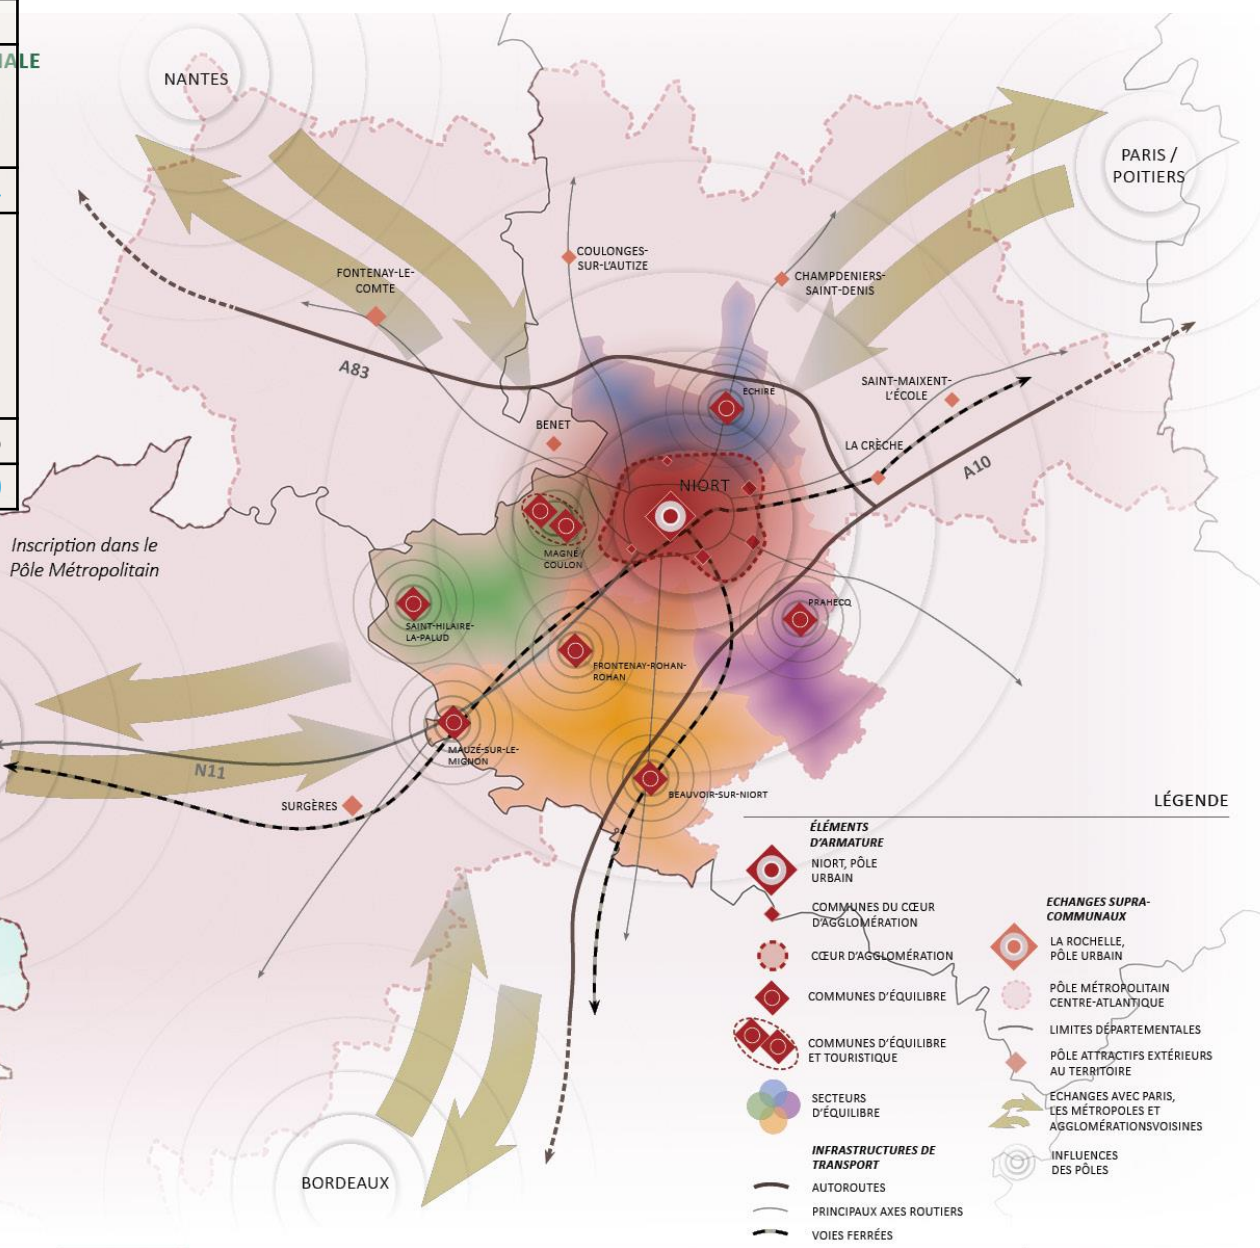 ALE
NANTES
PARIS /
POITIERS
COULONGES-
SUR-L'AUTIZE
FONTENAY-LE-
COMTE
CHAMPDENIERS-
SAINT-DENIS
A83
SAINT-MAIXENT-
L'ÉCOLE
ECHIRÉ
BENET
LA CRÈCHE
A10
NIORT
Inscription dans le
Pôle Métropolitain
MAGNÉ
COULON
SAINT-HILAIRE-
LA-PALUD
PRAHECQ
FRONTENAY-ROHAN-
ROHAN
MAUZÉ-SUR-LE-
MIGNON
N11
SURGÈRES
BEAUVOIR-SUR-NIORT
BORDEAUX
LÉGENDE
ÉLÉMENTS
D'ARMATURE
NIORT, PÔLE
URBAIN
COMMUNES DU CŒUR
D'AGGLOMÉRATION
CŒUR D'AGGLOMÉRATION
COMMUNES D'ÉQUILIBRE
COMMUNES D'ÉQUILIBRE
ET TOURISTIQUE
SECTEURS
D'ÉQUILIBRE
INFRASTRUCTURES DE
TRANSPORT
AUTOROUTES
PRINCIPAUX AXES ROUTIERS
VOIES FERRÉES
ECHANGES SUPRA-
COMMUNAUX
LA ROCHELLE,
PÔLE URBAIN
PÔLE MÉTROPOLITAIN
CENTRE-ATLANTIQUE
LIMITES DÉPARTEMENTALES
PÔLE ATTRACTIFS EXTÉRIEURS
AU TERRITOIRE
ECHANGES AVEC PARIS,
LES MÉTROPOLES ET
AGGLOMÉRATIONSVOISINES
INFLUENCES
DES PÔLES